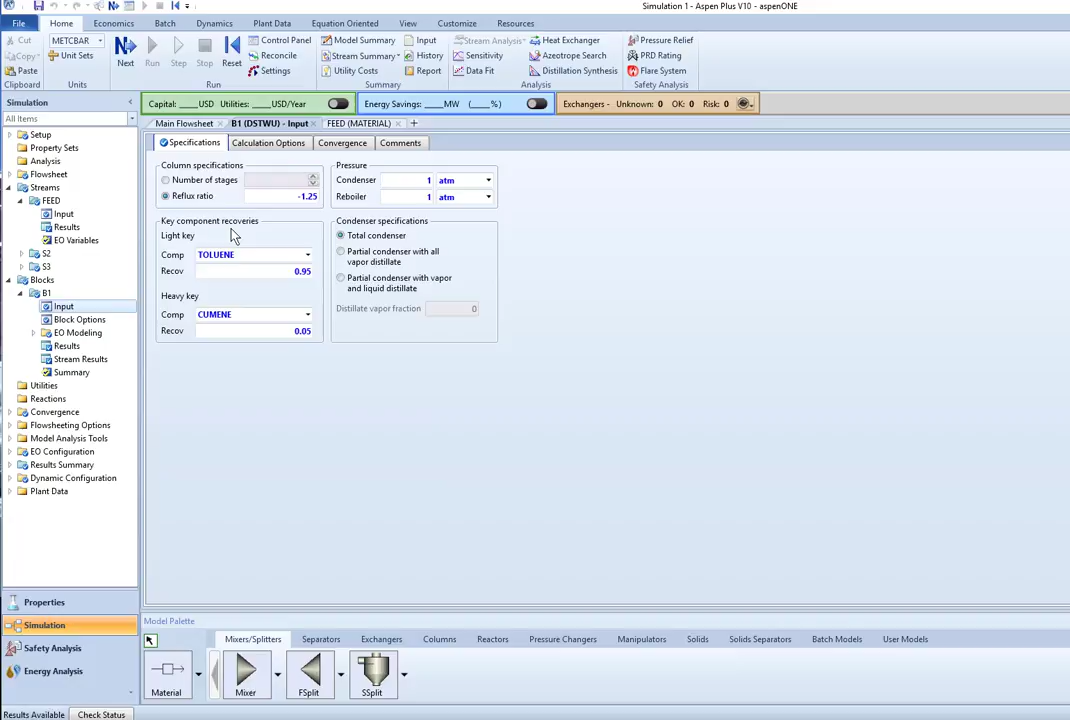 Simulation 1 - Aspen Plus V10 - aspenONE
File Home Economics Batch Dynamics Plant Data Equation Oriented View Customize Resources
Cut METCBAR Control Panel Model Summary Input Stream Analysis Heat Exchanger Pressure Relief
Copy Unit Sets Next Run Step Stop Reset Reconcile Stream Summary History Sensitivity Azeotrope Search PRD Rating
Paste Settings Utility Costs Report Data Fit Distillation Synthesis Flare System
Clipboard Units Run Summary Analysis Safety Analysis
Simulation
Capital: ____USD Utilities: ____USD/Year Energy Savings: ____MW (____%) Exchangers - Unknown: 0 OK: 0 Risk: 0
All Items
Main Flowsheet B1 (DSTWU) - Input FEED (MATERIAL) +
Setup
Property Sets
Analysis
Flowsheet
Streams
FEED
Input
Results
EO Variables
S2
S3
Blocks
B1
Input
Block Options
EO Modeling
Results
Stream Results
Summary
Utilities
Reactions
Convergence
Flowsheeting Options
Model Analysis Tools
EO Configuration
Results Summary
Dynamic Configuration
Plant Data
Properties
Simulation
Safety Analysis
Energy Analysis
Specifications Calculation Options Convergence Comments
Column specifications
Number of stages
Reflux ratio -1.25
Pressure
Condenser 1 atm
Reboiler 1 atm
Key component recoveries
Light key
Comp TOLUENE
Recov 0.95
Heavy key
Comp CUMENE
Recov 0.05
Condenser specifications
Total condenser
Partial condenser with all
vapor distillate
Partial condenser with vapor
and liquid distillate
Distillate vapor fraction 0
Model Palette
Mixers/Splitters Separators Exchangers Columns Reactors Pressure Changers Manipulators Solids Solids Separators Batch Models User Models
Material Mixer FSplit SSplit
Results Available Check Status